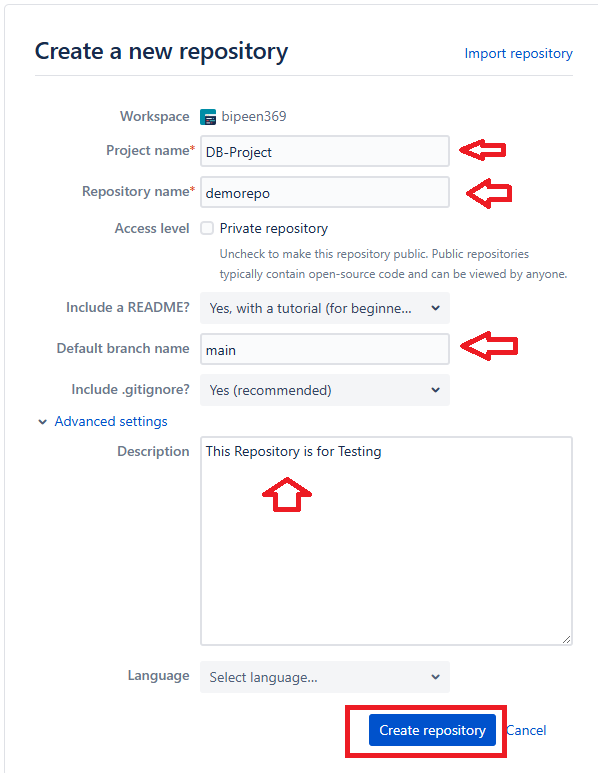 Create a new repository
Import repository
Workspace bipeen369
Project name* DB-Project
Repository name* demorepo
Access level Private repository
Uncheck to make this repository public. Public repositories
typically contain open-source code and can be viewed by anyone.
Include a README? Yes, with a tutorial (for beginne...
Default branch name main
Include .gitignore? Yes (recommended)
Advanced settings
Description This Repository is for Testing
Language Select language...
Create repository Cancel